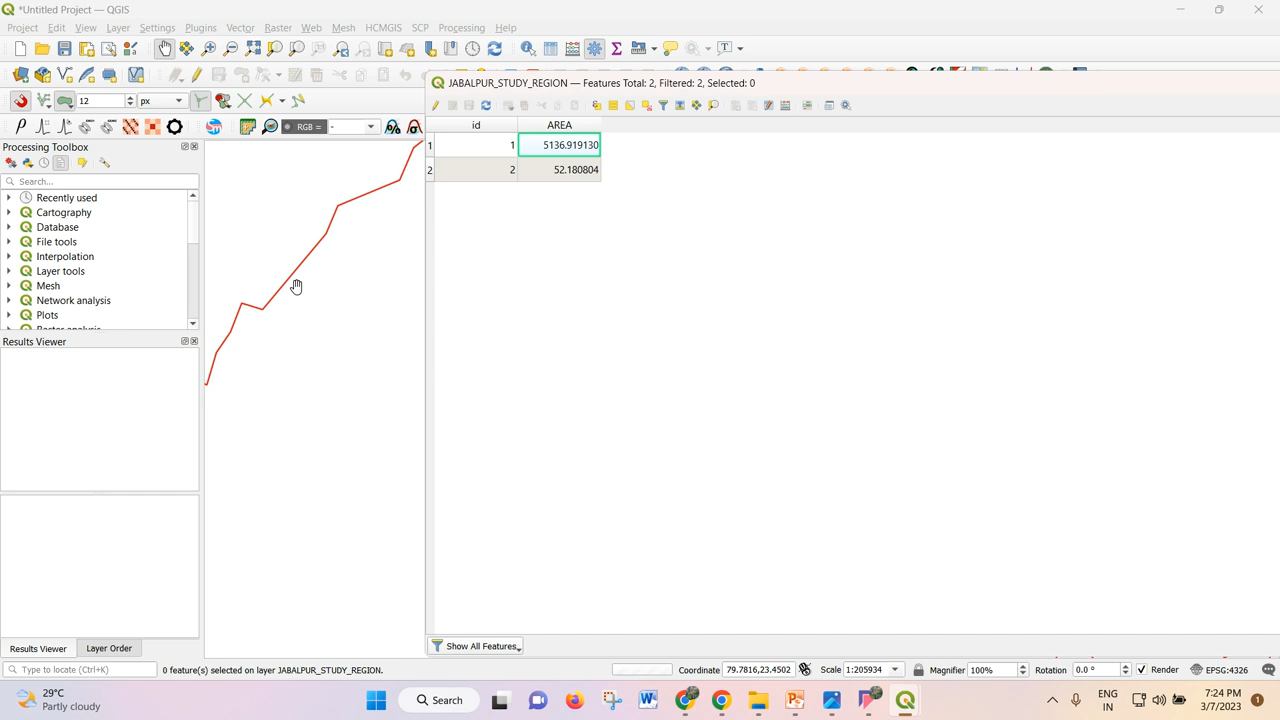 *Untitled Project — QGIS
Project Edit View Layer Settings Plugins Vector Raster Web Mesh HCMGIS SCP Processing Help
12 px
JABALPUR_STUDY_REGION — Features Total: 2, Filtered: 2, Selected: 0
RGB = -
id AREA
1 1 5136.919130
2 2 52.180804
Processing Toolbox
Search...
Recently used
Cartography
Database
File tools
Interpolation
Layer tools
Mesh
Network analysis
Plots
Raster analysis
Results Viewer
Show All Features
Results Viewer Layer Order
Type to locate (Ctrl+K) 0 feature(s) selected on layer JABALPUR_STUDY_REGION. Coordinate 79.7816,23.4502 Scale 1:205934 Magnifier 100% Rotation 0.0 ° Render EPSG:4326
29°C
Partly cloudy
Search
ENG
IN
7:24 PM
3/7/2023
1